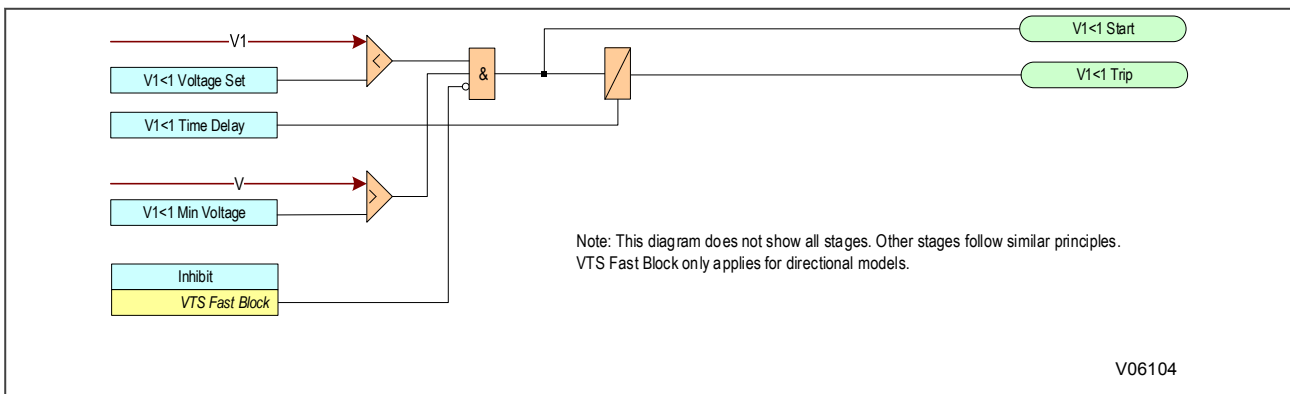 V1
V1<1 Start
V1<1 Voltage Set
<
&
V1<1 Trip
V1<1 Time Delay
V
V1<1 Min Voltage
>
Note: This diagram does not show all stages. Other stages follow similar principles.
VTS Fast Block only applies for directional models.
Inhibit
VTS Fast Block
V06104